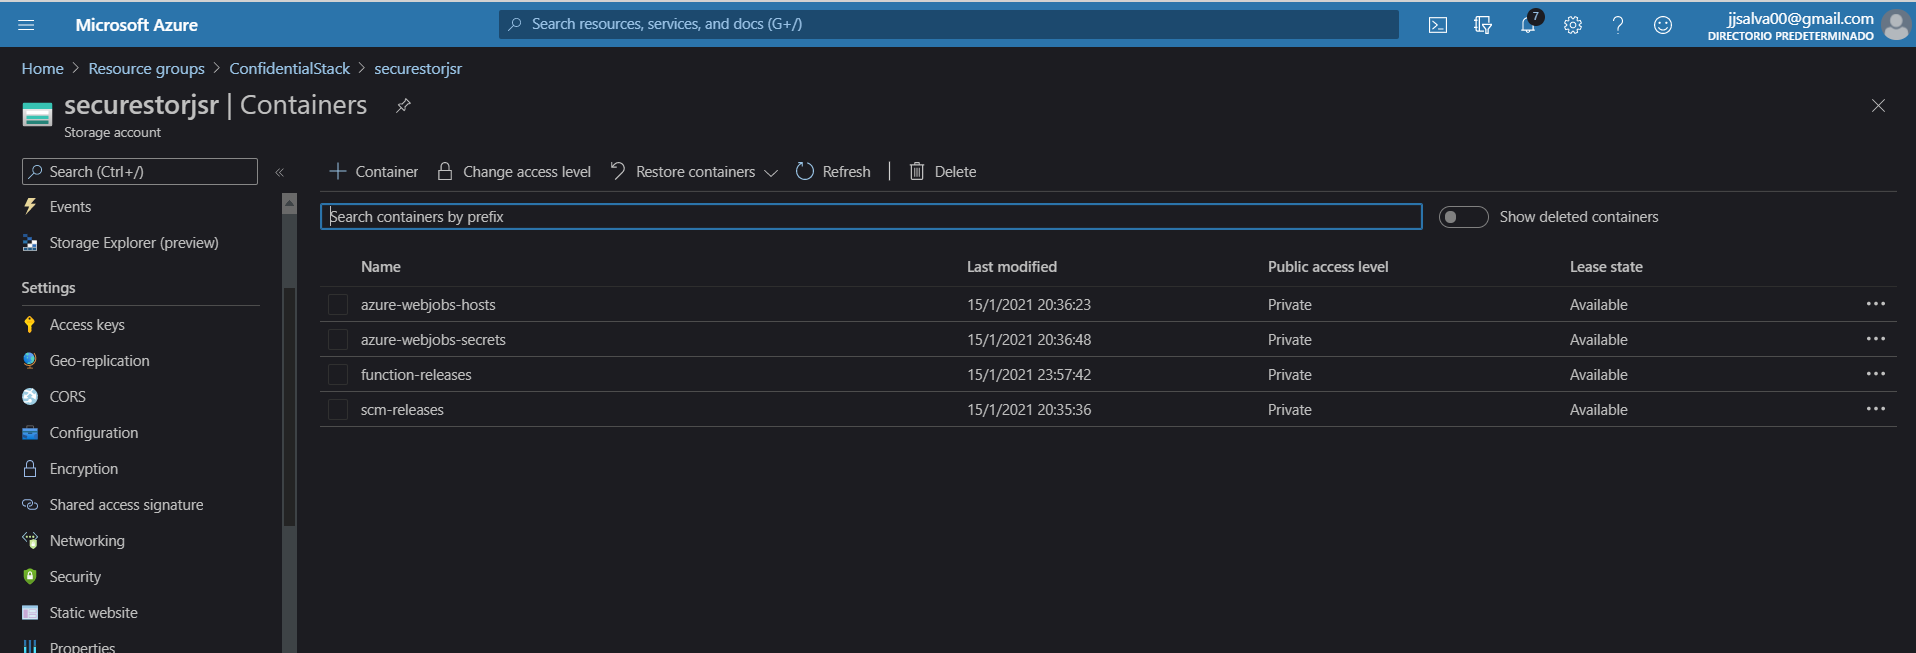 Microsoft Azure
Search resources, services, and docs (G+/)
7
jjsalva00@gmail.com
DIRECTORIO PREDETERMINADO
Home > Resource groups > ConfidentialStack > securestorjsr
securestorjsr | Containers
Storage account
Search (Ctrl+/)
«
Events
Storage Explorer (preview)
Settings
Access keys
Geo-replication
CORS
Configuration
Encryption
Shared access signature
Networking
Security
Static website
Properties
Container
Change access level
Restore containers
Refresh
Delete
Search containers by prefix
Show deleted containers
Name Last modified Public access level Lease state
azure-webjobs-hosts 15/1/2021 20:36:23 Private Available
azure-webjobs-secrets 15/1/2021 20:36:48 Private Available
function-releases 15/1/2021 23:57:42 Private Available
scm-releases 15/1/2021 20:35:36 Private Available